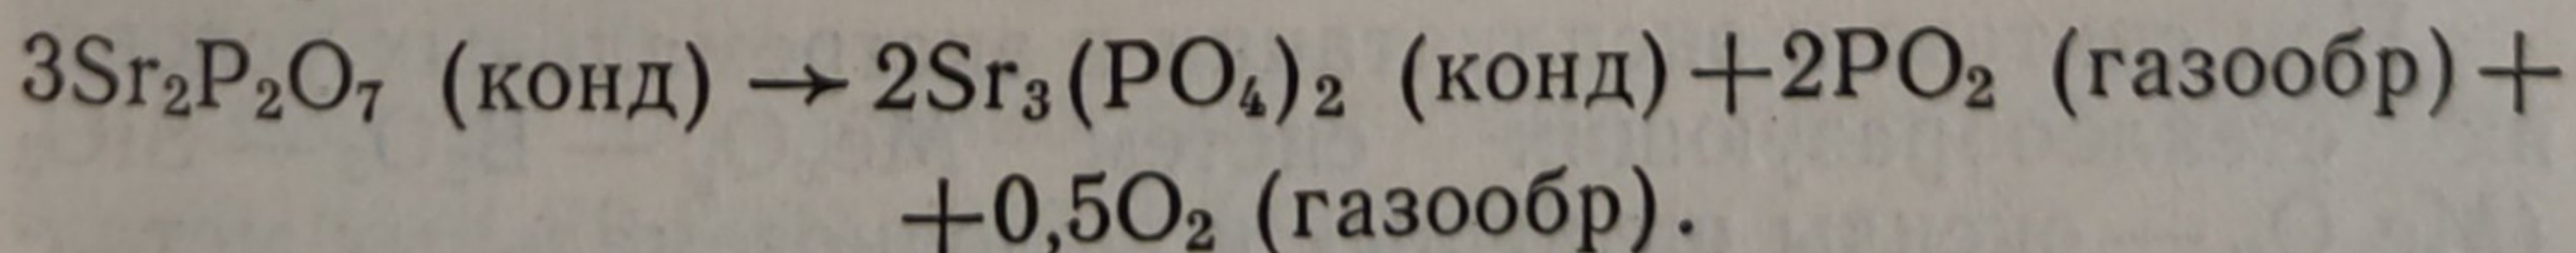 3Sr₂P₂O₇ (конд) → 2Sr₃(PO₄)₂ (конд)+2PO₂ (газообр)+
+0,5O₂ (газообр).